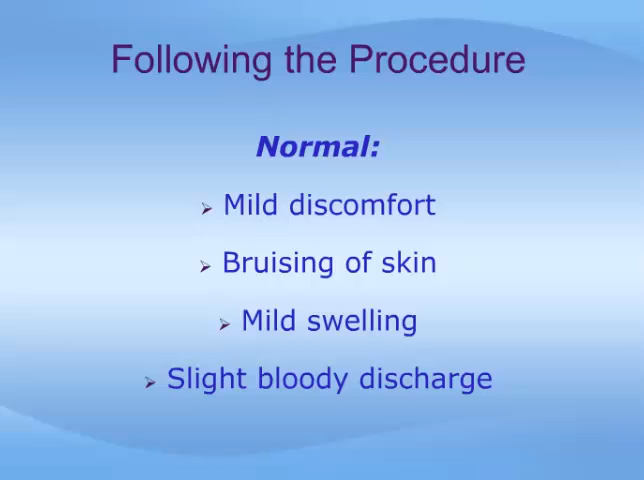 Following the Procedure
Normal:
➢ Mild discomfort
➢ Bruising of skin
➢ Mild swelling
➢ Slight bloody discharge